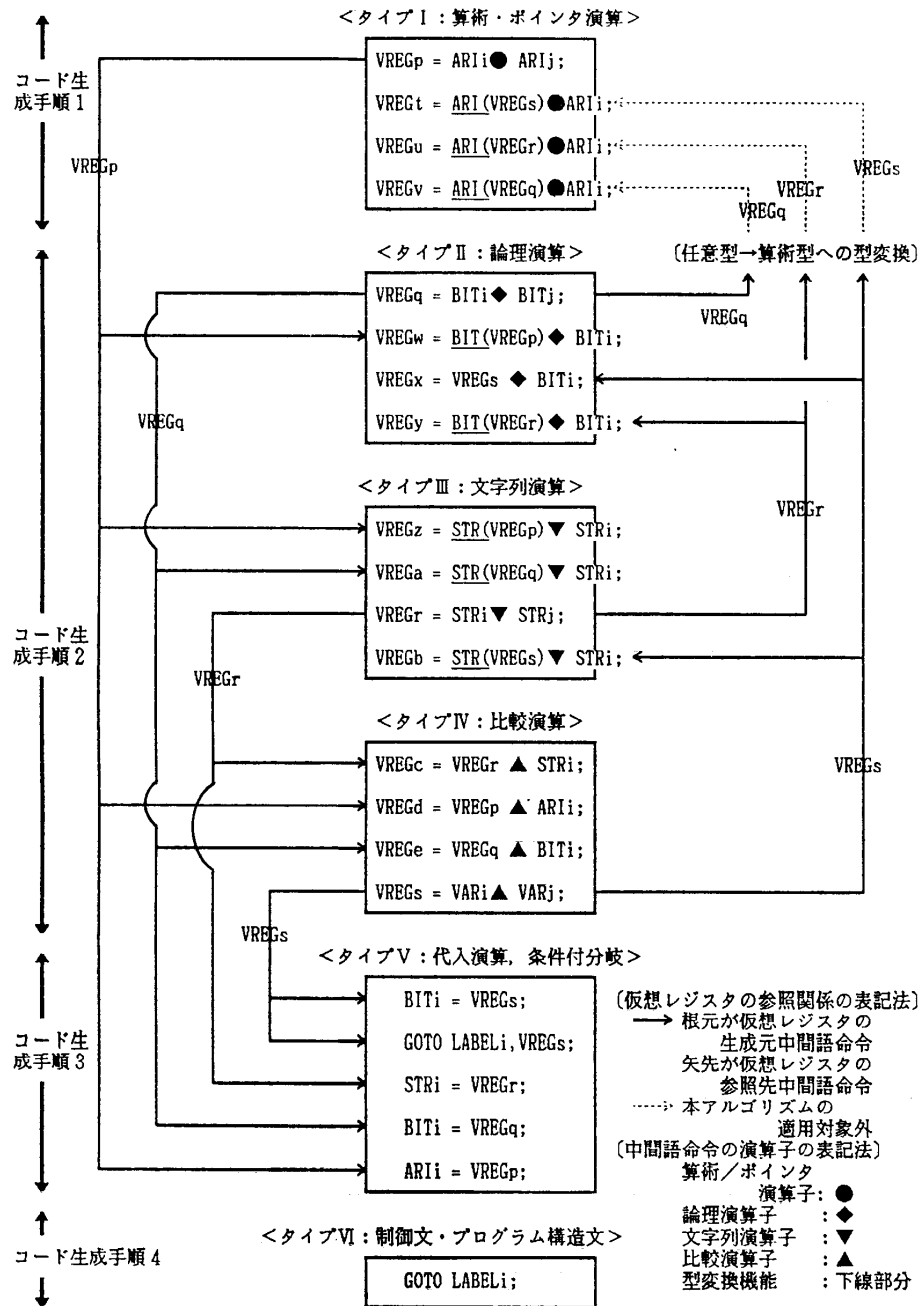 <タイプⅠ:算術・ポインタ演算>
コード生
成手順1
VREGp = ARIi● ARIj;
VREGt = ARI(VREGs)●ARIi;
VREGu = ARI(VREGr)●ARIi;
VREGv = ARI(VREGq)●ARIi;
VREGp
VREGs
VREGr
VREGq
<タイプⅡ:論理演算>
〔任意型→算術型への型変換〕
VREGq = BITi◆ BITj;
VREGw = BIT(VREGp)◆ BITi;
VREGx = VREGs ◆ BITi;
VREGy = BIT(VREGr)◆ BITi;
VREGq
VREGq
<タイプⅢ:文字列演算>
VREGz = STR(VREGp)▼ STRi;
VREGa = STR(VREGq)▼ STRi;
VREGr = STRi▼ STRj;
VREGb = STR(VREGs)▼ STRi;
VREGr
コード生
成手順2
VREGr
<タイプⅣ:比較演算>
VREGc = VREGr ▲ STRi;
VREGd = VREGp ▲ ARIi;
VREGe = VREGq ▲ BITi;
VREGs = VARi▲ VARj;
VREGs
VREGs
<タイプⅤ:代入演算,条件付分岐>
コード生
成手順3
BITi = VREGs;
GOTO LABELi,VREGs;
STRi = VREGr;
BITi = VREGq;
ARIi = VREGp;
〔仮想レジスタの参照関係の表記法〕
→ 根元が仮想レジスタの
生成元中間語命令
矢先が仮想レジスタの
参照先中間語命令
┄┄> 本アルゴリズムの
適用対象外
〔中間語命令の演算子の表記法〕
算術/ポインタ
演算子:●
論理演算子 :◆
文字列演算子 :▼
比較演算子 :▲
型変換機能 :下線部分
<タイプⅥ:制御文・プログラム構造文>
コード生成手順4
GOTO LABELi;